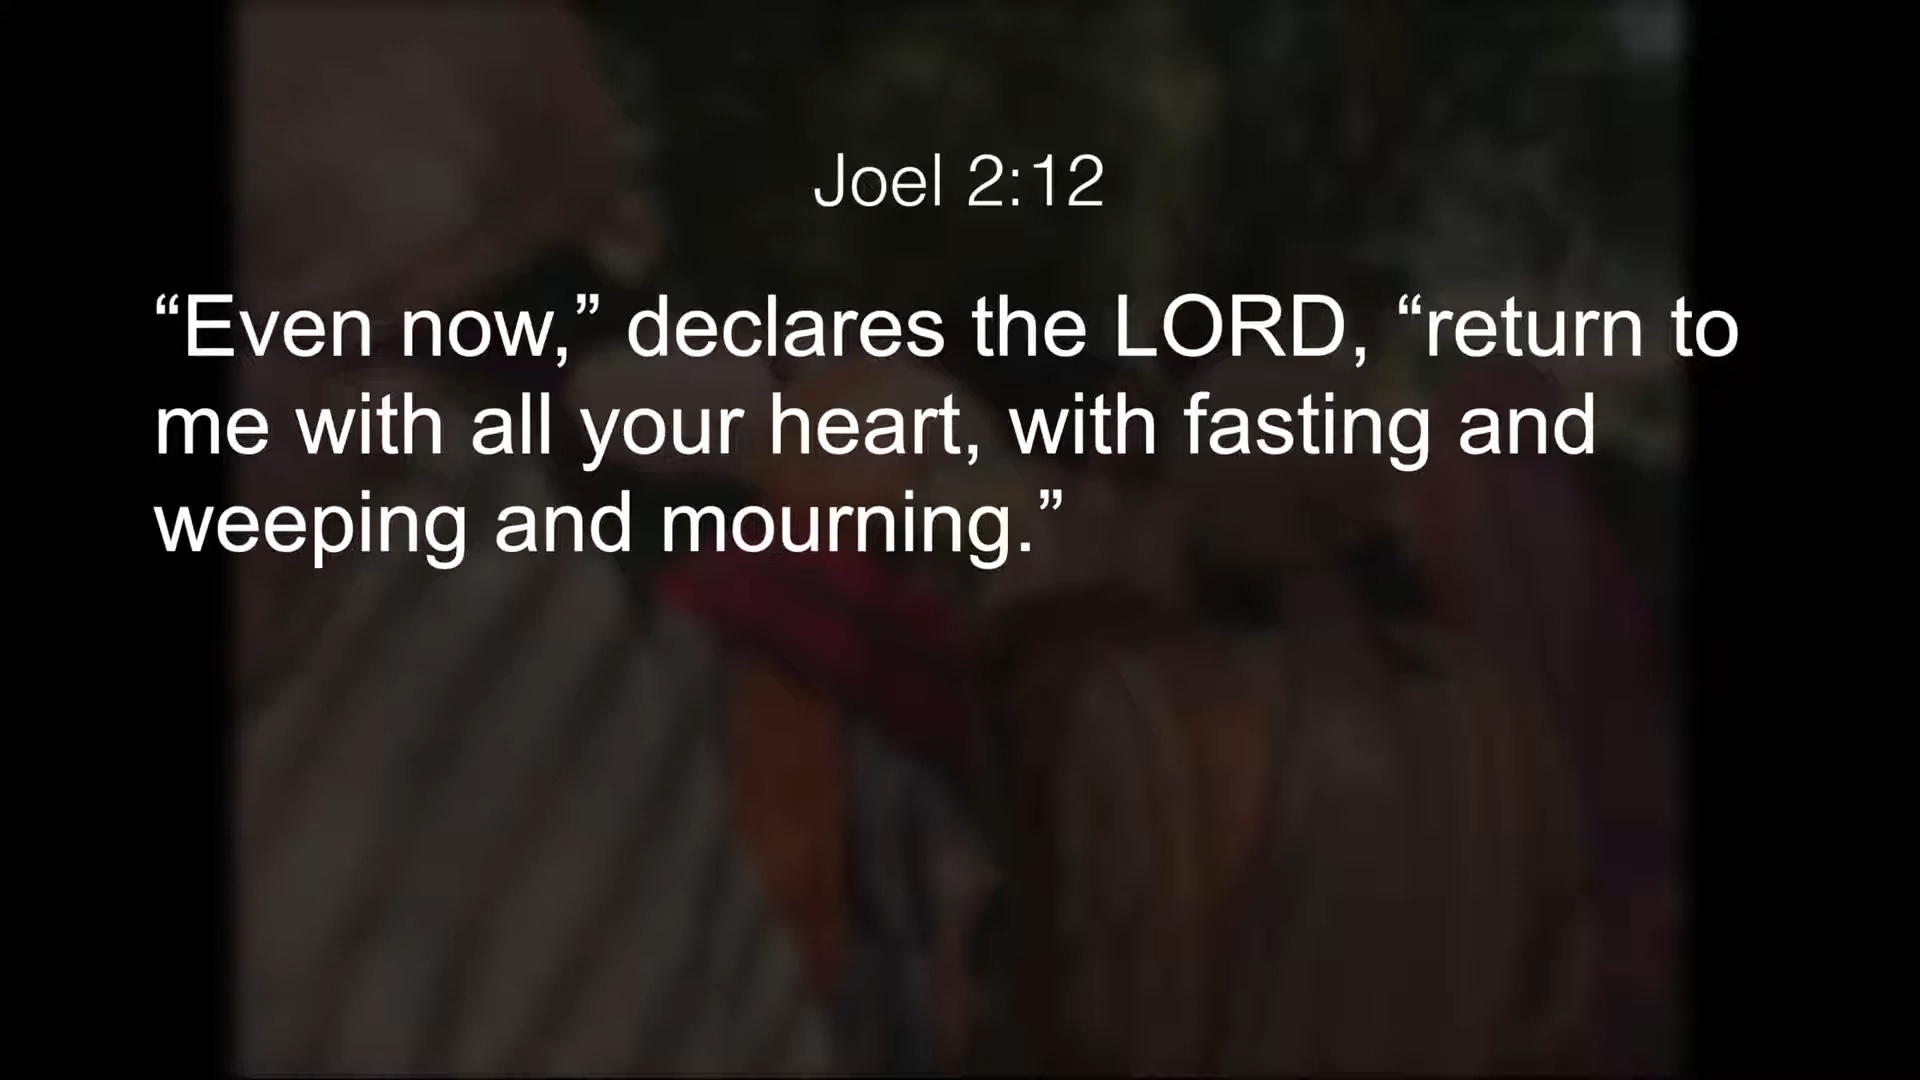 Joel 2:12
“Even now,” declares the LORD, “return to
me with all your heart, with fasting and
weeping and mourning.”